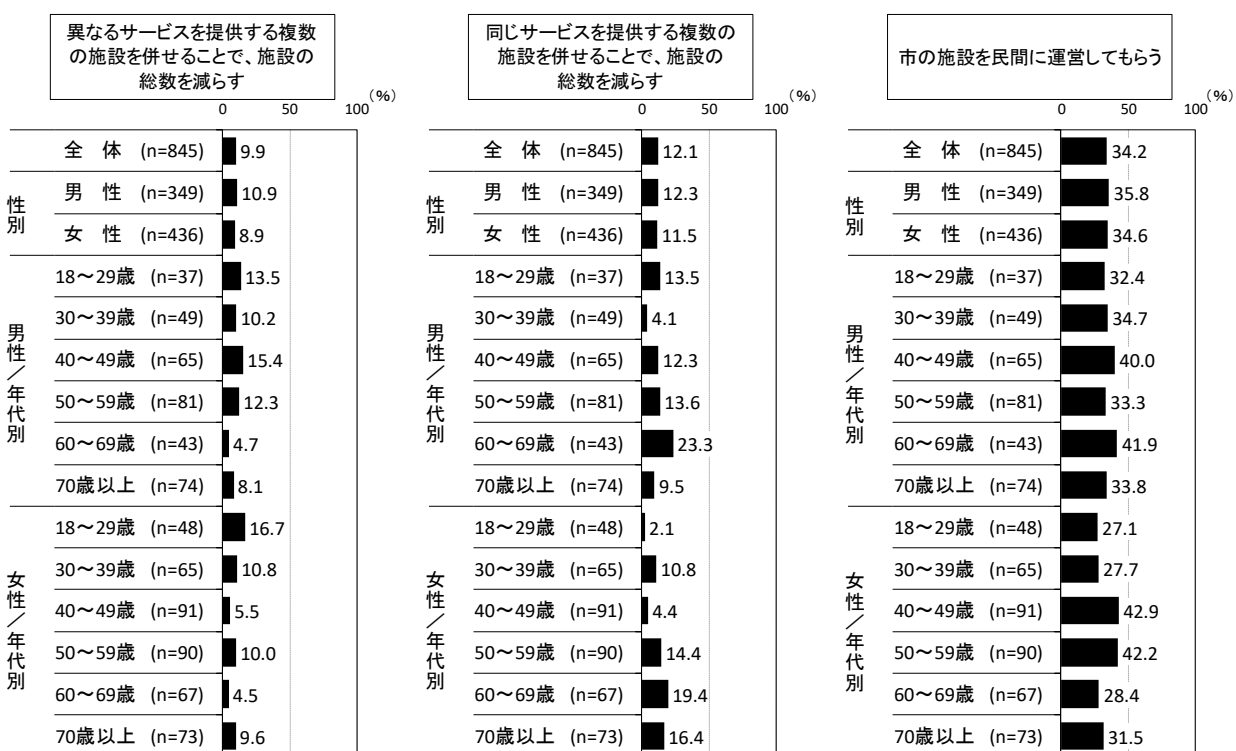 異なるサービスを提供する複数
の施設を併せることで、施設の
総数を減らす
(%)
0 50 100
全 体 (n=845) 9.9
性別
男 性 (n=349) 10.9
女 性 (n=436) 8.9
男性/年代別
18~29歳 (n=37) 13.5
30~39歳 (n=49) 10.2
40~49歳 (n=65) 15.4
50~59歳 (n=81) 12.3
60~69歳 (n=43) 4.7
70歳以上 (n=74) 8.1
女性/年代別
18~29歳 (n=48) 16.7
30~39歳 (n=65) 10.8
40~49歳 (n=91) 5.5
50~59歳 (n=90) 10.0
60~69歳 (n=67) 4.5
70歳以上 (n=73) 9.6
同じサービスを提供する複数の
施設を併せることで、施設の
総数を減らす
(%)
0 50 100
全 体 (n=845) 12.1
性別
男 性 (n=349) 12.3
女 性 (n=436) 11.5
男性/年代別
18~29歳 (n=37) 13.5
30~39歳 (n=49) 4.1
40~49歳 (n=65) 12.3
50~59歳 (n=81) 13.6
60~69歳 (n=43) 23.3
70歳以上 (n=74) 9.5
女性/年代別
18~29歳 (n=48) 2.1
30~39歳 (n=65) 10.8
40~49歳 (n=91) 4.4
50~59歳 (n=90) 14.4
60~69歳 (n=67) 19.4
70歳以上 (n=73) 16.4
市の施設を民間に運営してもらう
(%)
0 50 100
全 体 (n=845) 34.2
性別
男 性 (n=349) 35.8
女 性 (n=436) 34.6
男性/年代別
18~29歳 (n=37) 32.4
30~39歳 (n=49) 34.7
40~49歳 (n=65) 40.0
50~59歳 (n=81) 33.3
60~69歳 (n=43) 41.9
70歳以上 (n=74) 33.8
女性/年代別
18~29歳 (n=48) 27.1
30~39歳 (n=65) 27.7
40~49歳 (n=91) 42.9
50~59歳 (n=90) 42.2
60~69歳 (n=67) 28.4
70歳以上 (n=73) 31.5